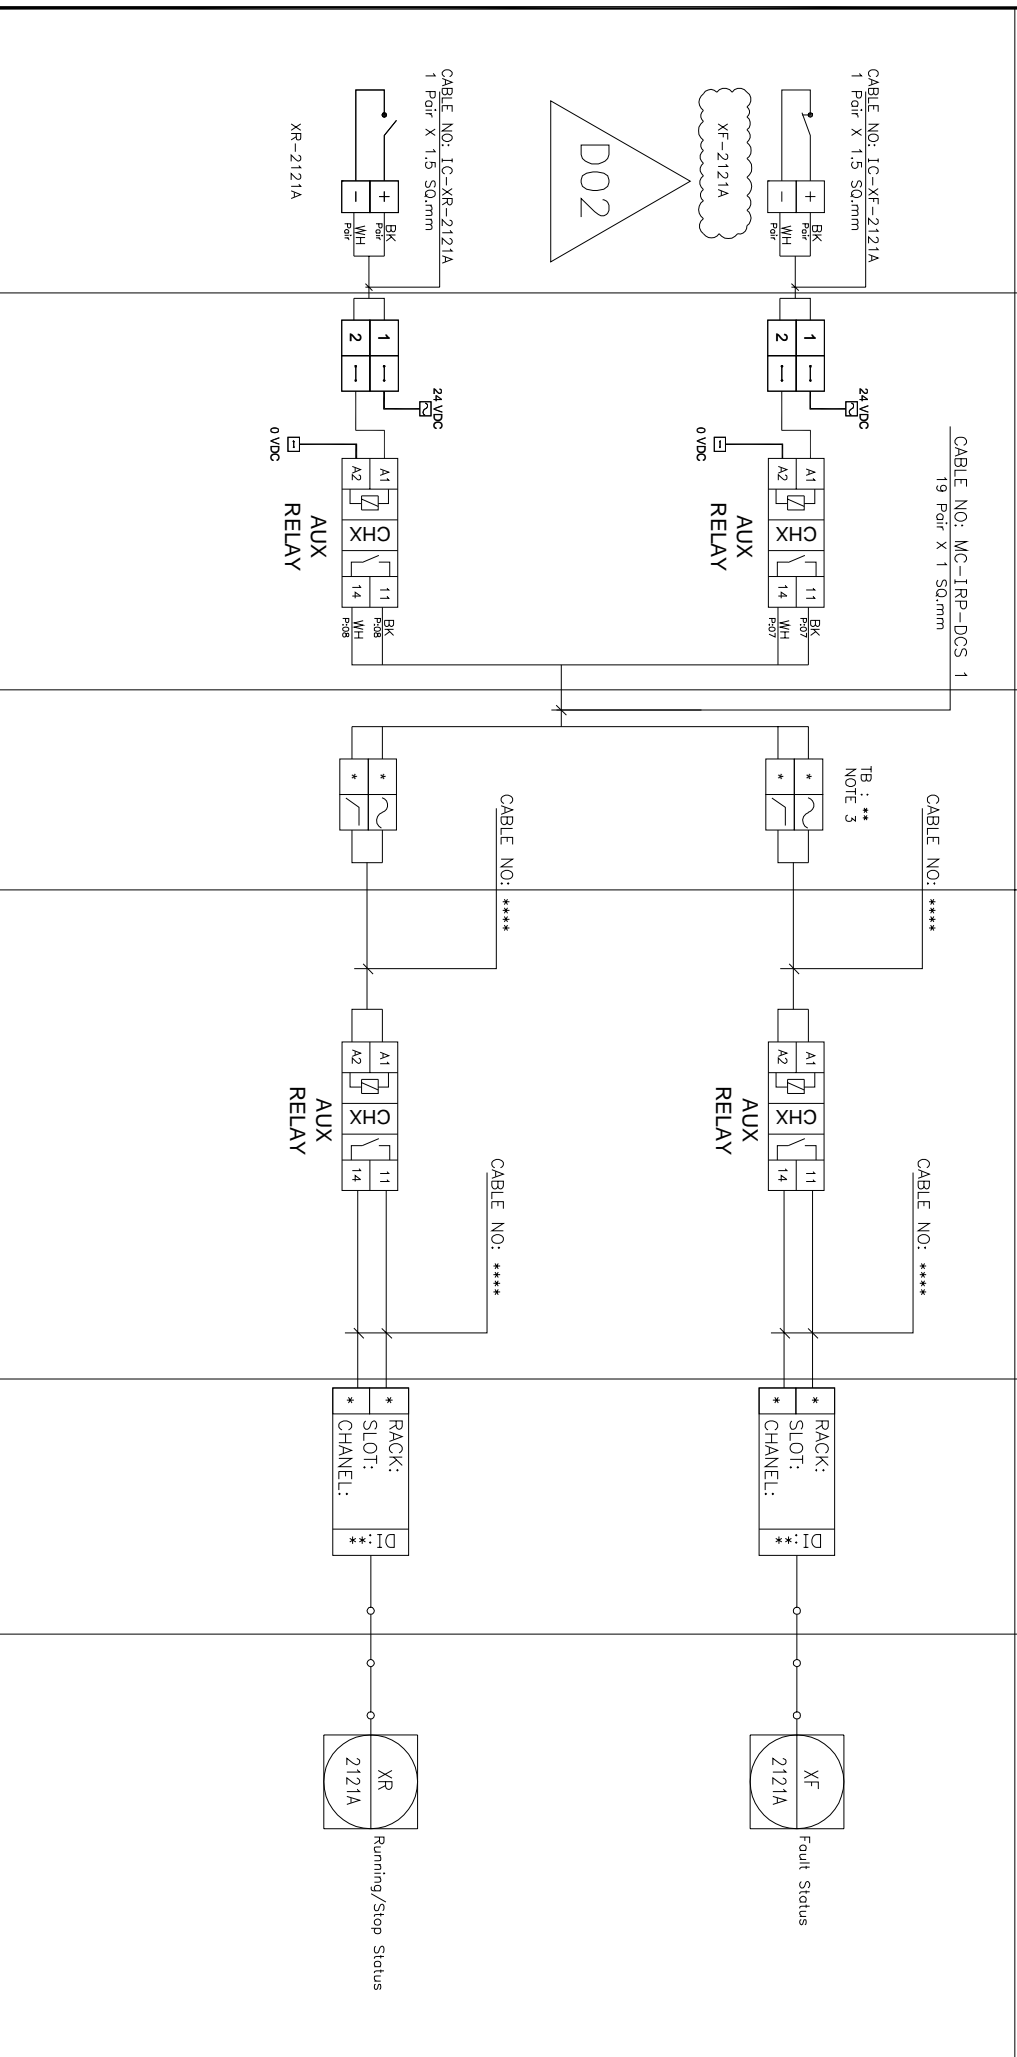 CABLE NO: IC-XF-2121A
1 Pair X 1.5 SQ.mm
+
-
BK
Pair
WH
Pair
XF-2121A
D02
1
2
24 VDC
0 VDC
A1
A2
CHX
11
14
AUX
RELAY
BK
P:07
WH
P:07
CABLE NO: MC-IRP-DCS 1
19 Pair X 1 SQ.mm
TB : **
NOTE 3
*
*
CABLE NO: ****
A1
A2
CHX
11
14
AUX
RELAY
CABLE NO: ****
*
*
RACK:
SLOT:
CHANEL:
DI:**
XF
2121A
Fault Status
CABLE NO: IC-XR-2121A
1 Pair X 1.5 SQ.mm
+
-
BK
Pair
WH
Pair
XR-2121A
1
2
24 VDC
0 VDC
A1
A2
CHX
11
14
AUX
RELAY
BK
P:08
WH
P:08
*
*
CABLE NO: ****
A1
A2
CHX
11
14
AUX
RELAY
CABLE NO: ****
*
*
RACK:
SLOT:
CHANEL:
DI:**
XR
2121A
Running/Stop Status